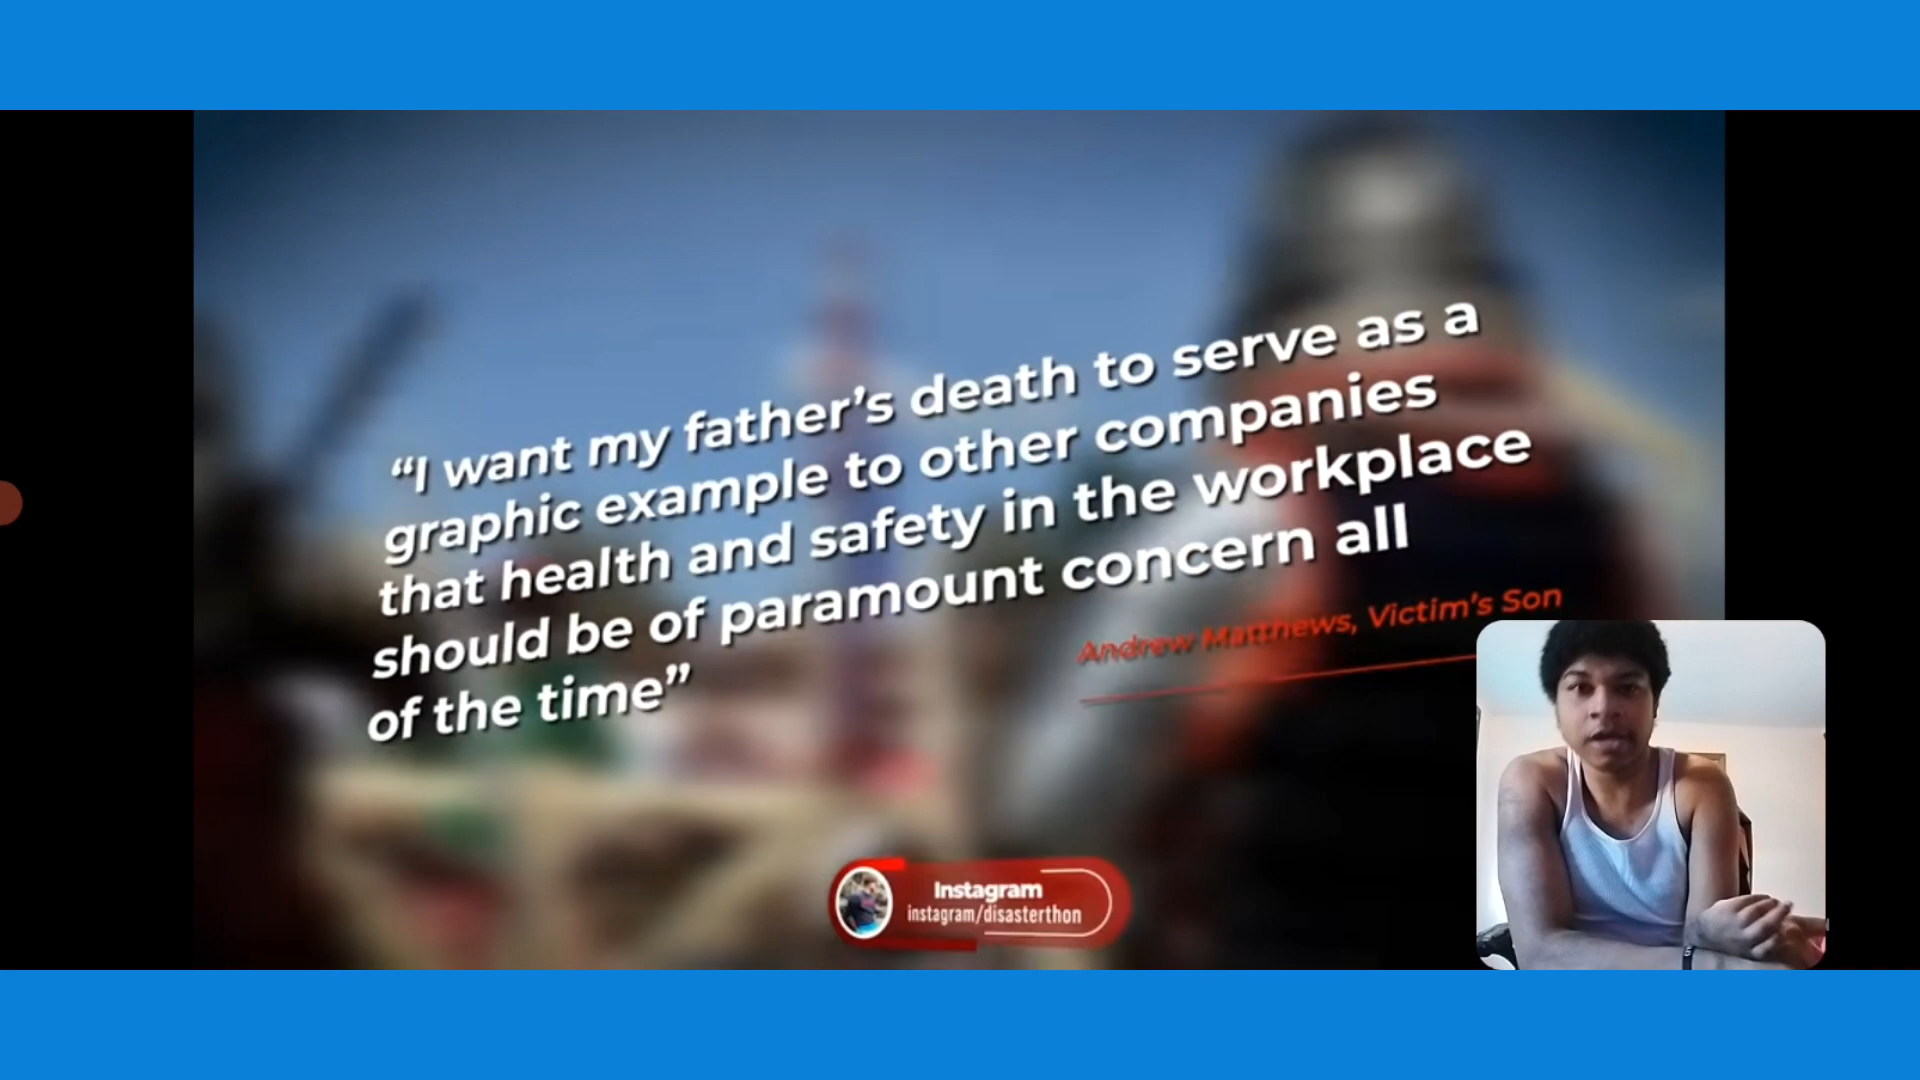 “I want my father’s death to serve as a
graphic example to other companies
that health and safety in the workplace
should be of paramount concern all
of the time”
Andrew Matthews, Victim’s Son
Instagram
instagram/disasterthon